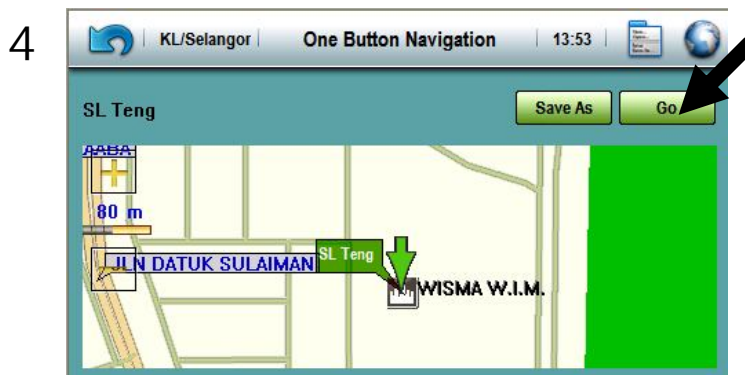 4
KL/Selangor One Button Navigation 13:53
SL Teng Save As Go
AABA
80 m
JLN DATUK SULAIMAN
SL Teng
WISMA W.I.M.